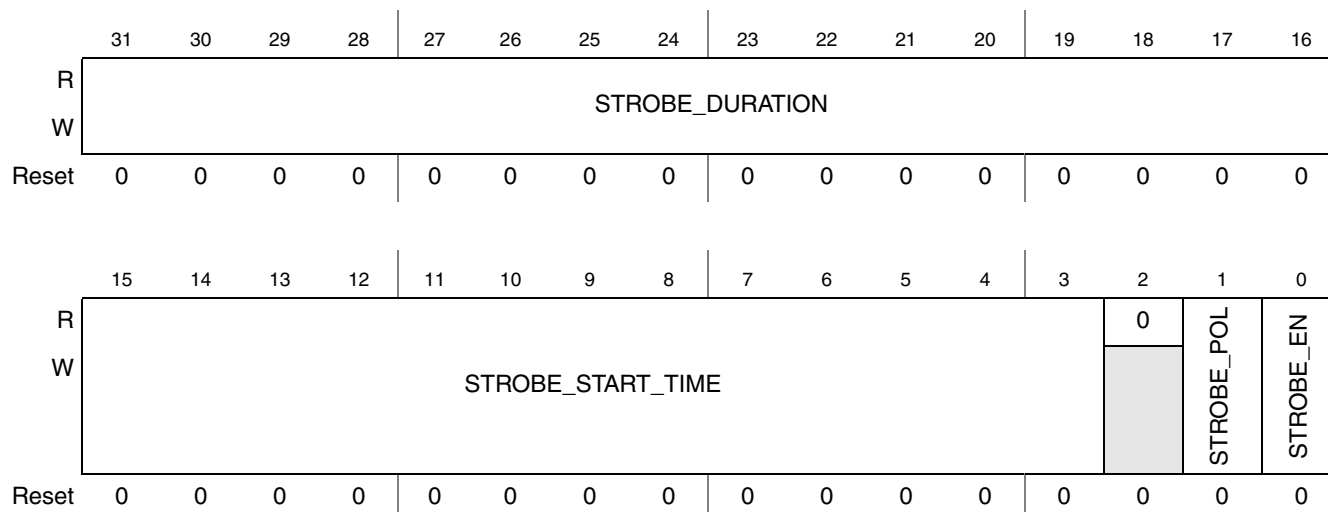 31 30 29 28 27 26 25 24 23 22 21 20 19 18 17 16
R
STROBE_DURATION
W
Reset 0 0 0 0 0 0 0 0 0 0 0 0 0 0 0 0
15 14 13 12 11 10 9 8 7 6 5 4 3 2 1 0
R 0
W
STROBE_START_TIME
STROBE_POL
STROBE_EN
Reset 0 0 0 0 0 0 0 0 0 0 0 0 0 0 0 0